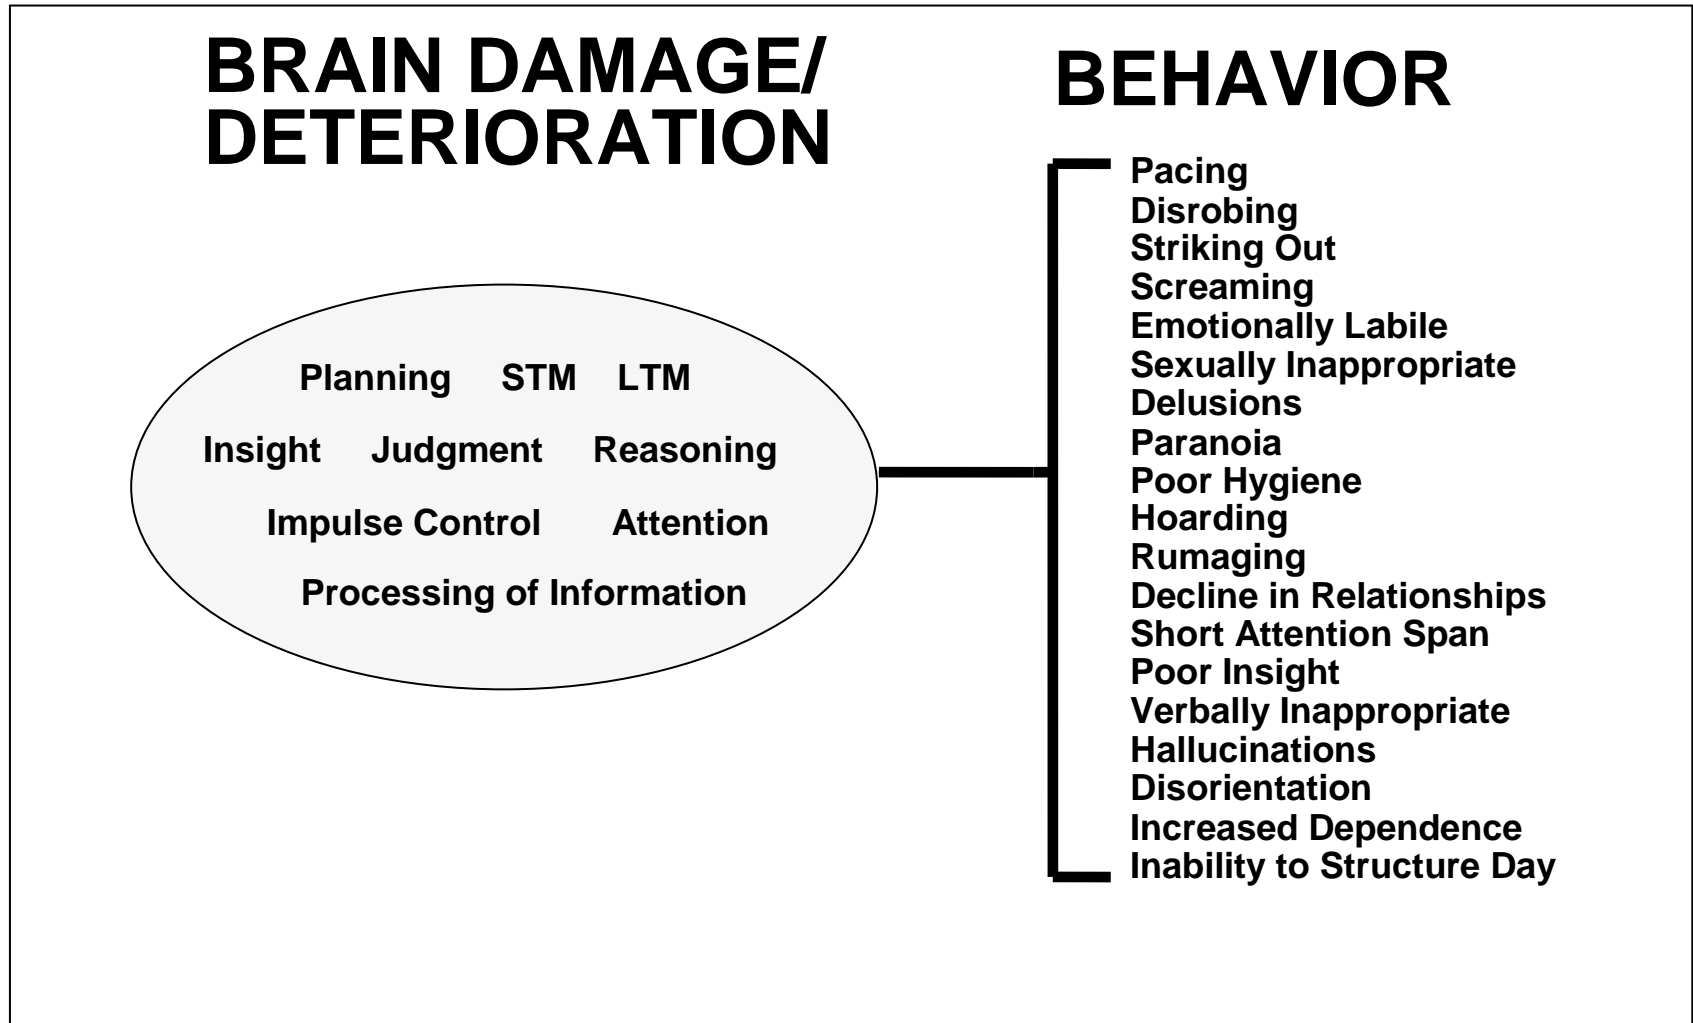 BRAIN DAMAGE/
DETERIORATION
Planning STM LTM
Insight Judgment Reasoning
Impulse Control Attention
Processing of Information
BEHAVIOR
Pacing
Disrobing
Striking Out
Screaming
Emotionally Labile
Sexually Inappropriate
Delusions
Paranoia
Poor Hygiene
Hoarding
Rumaging
Decline in Relationships
Short Attention Span
Poor Insight
Verbally Inappropriate
Hallucinations
Disorientation
Increased Dependence
Inability to Structure Day